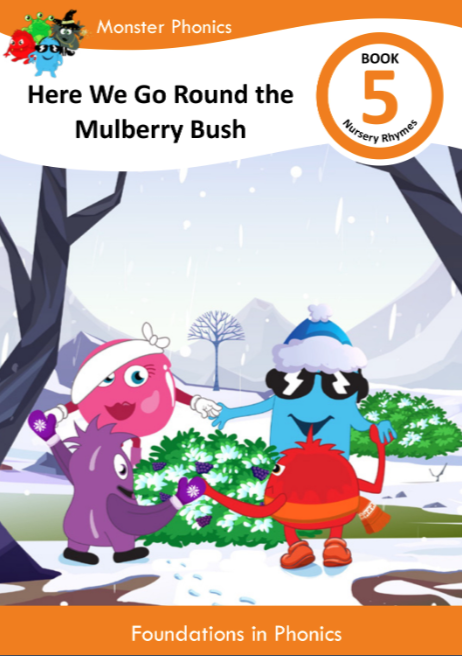 Monster Phonics
Here We Go Round the
Mulberry Bush
BOOK
5
Nursery Rhymes
Foundations in Phonics